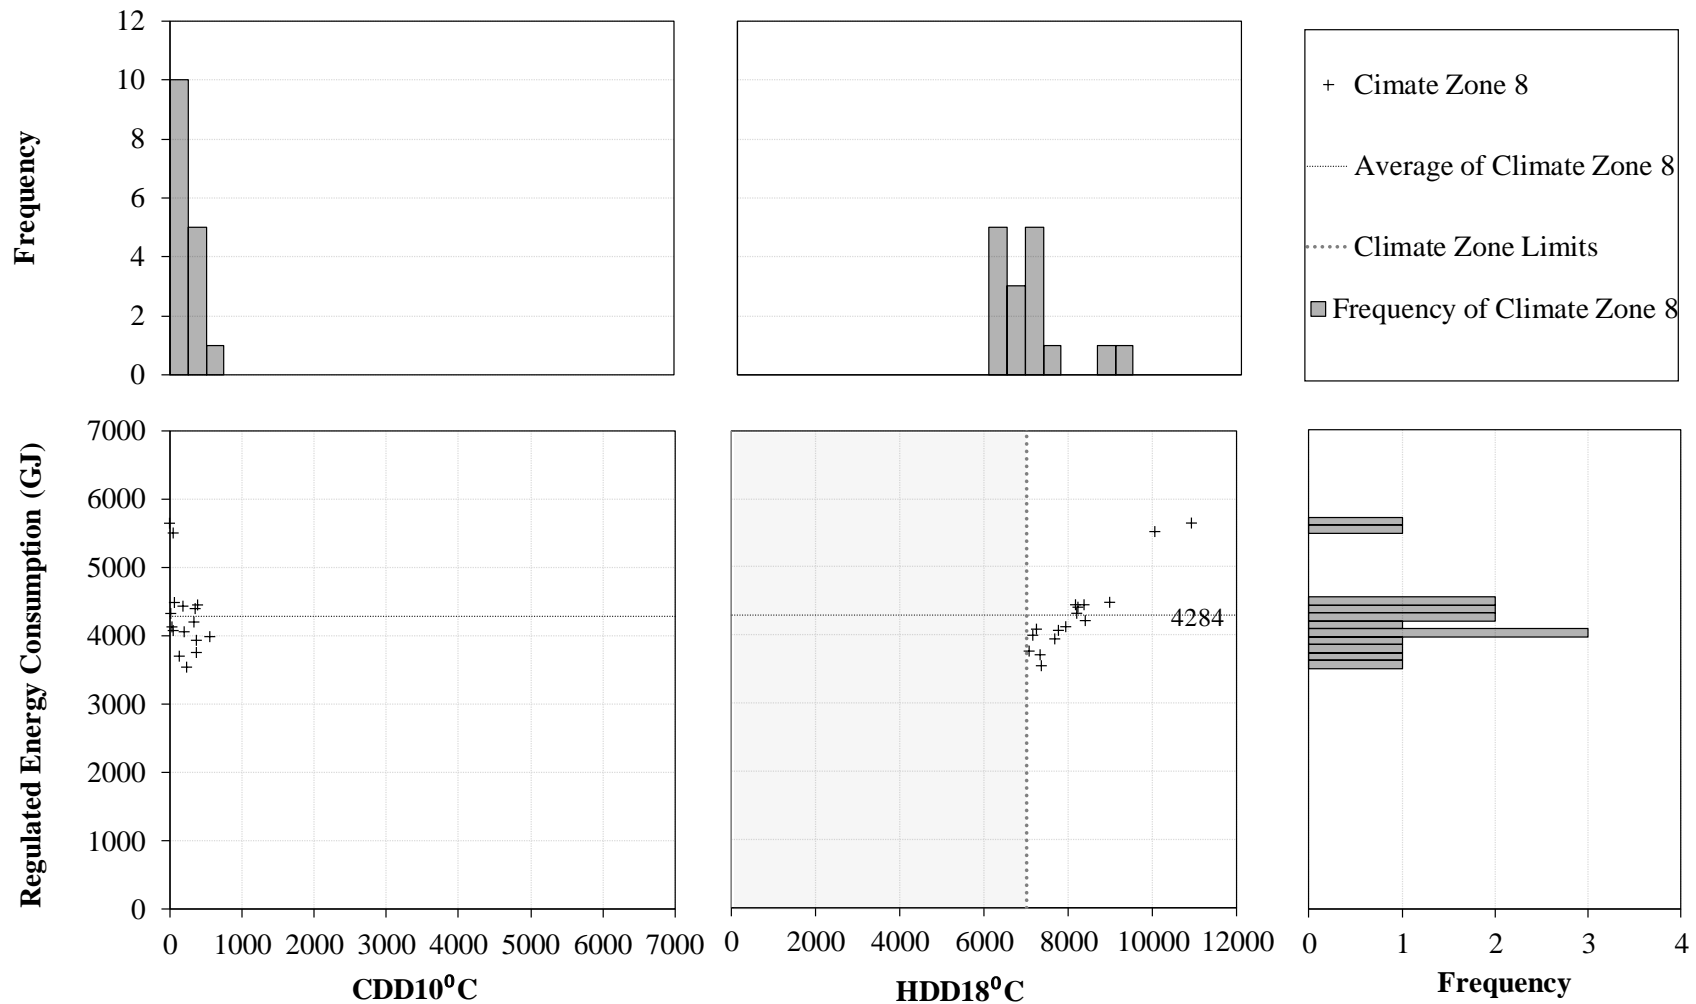 12
10
8
6
4
2
0
Frequency
Cimate Zone 8
Average of Climate Zone 8
Climate Zone Limits
Frequency of Climate Zone 8
7000
6000
5000
4000
3000
2000
1000
0
Regulated Energy Consumption (GJ)
0 1000 2000 3000 4000 5000 6000 7000
CDD10⁰C
4284
0 2000 4000 6000 8000 10000 12000
HDD18⁰C
0 1 2 3 4
Frequency